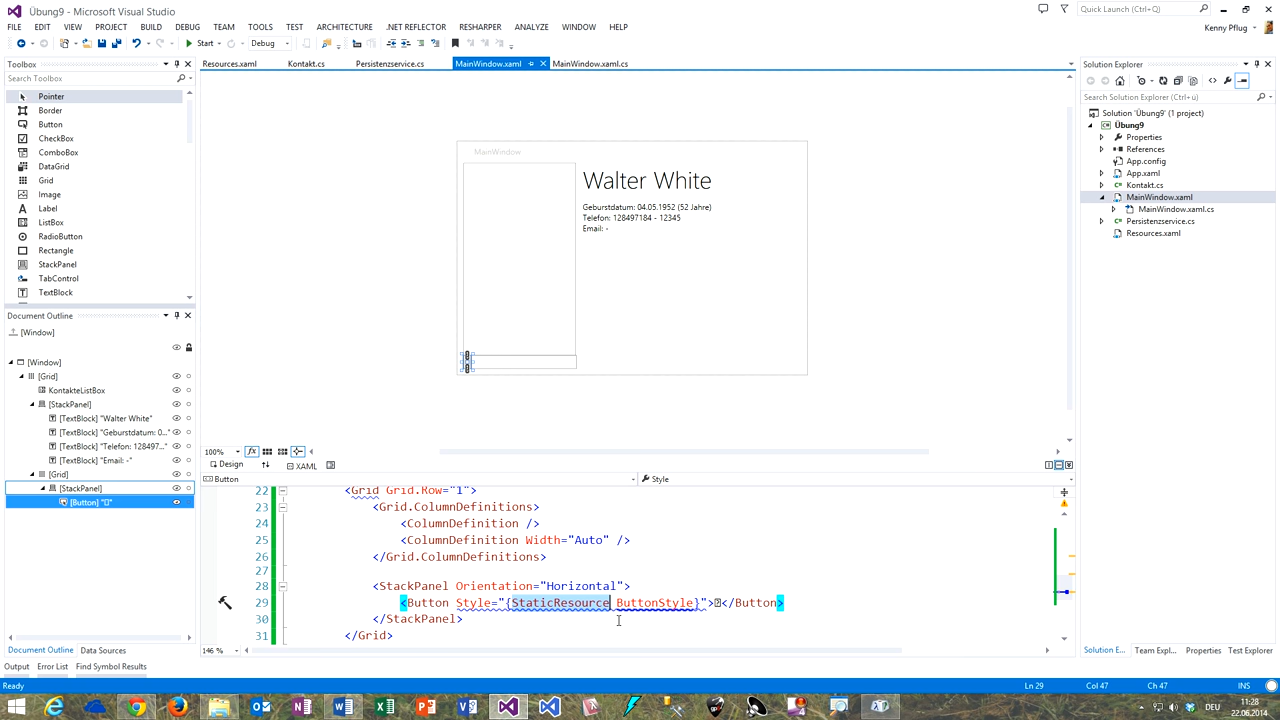 Übung9 - Microsoft Visual Studio
Quick Launch (Ctrl+Q)
FILE EDIT VIEW PROJECT BUILD DEBUG TEAM TOOLS TEST ARCHITECTURE .NET REFLECTOR RESHARPER ANALYZE WINDOW HELP
Kenny Pflug
Start
Debug
Toolbox
Search Toolbox
Pointer
Border
Button
CheckBox
ComboBox
DataGrid
Grid
Image
Label
ListBox
RadioButton
Rectangle
StackPanel
TabControl
TextBlock
Document Outline
[Window]
[Window]
[Grid]
KontakteListBox
[StackPanel]
[TextBlock] "Walter White"
[TextBlock] "Geburstdatum: 0..."
[TextBlock] "Telefon: 128497..."
[TextBlock] "Email: -"
[Grid]
[StackPanel]
[Button] "▯"
Document Outline Data Sources
Output Error List Find Symbol Results
Resources.xaml Kontakt.cs Persistenzservice.cs MainWindow.xaml MainWindow.xaml.cs
MainWindow
Walter White
Geburstdatum: 04.05.1952 (52 Jahre)
Telefon: 128497184 - 12345
Email: -
100%
Design XAML
Button Style
22 <Grid Grid.Row="1">
23 <Grid.ColumnDefinitions>
24 <ColumnDefinition />
25 <ColumnDefinition Width="Auto" />
26 </Grid.ColumnDefinitions>
27
28 <StackPanel Orientation="Horizontal">
29 <Button Style="{StaticResource ButtonStyle}"></Button>
30 </StackPanel>
31 </Grid>
146 %
Solution Explorer
Search Solution Explorer (Ctrl+ü)
Solution 'Übung9' (1 project)
Übung9
Properties
References
App.config
App.xaml
Kontakt.cs
MainWindow.xaml
MainWindow.xaml.cs
Persistenzservice.cs
Resources.xaml
Solution E... Team Expl... Properties Test Explorer
Ready
Ln 29 Col 47 Ch 47 INS
11:28
22.06.2014